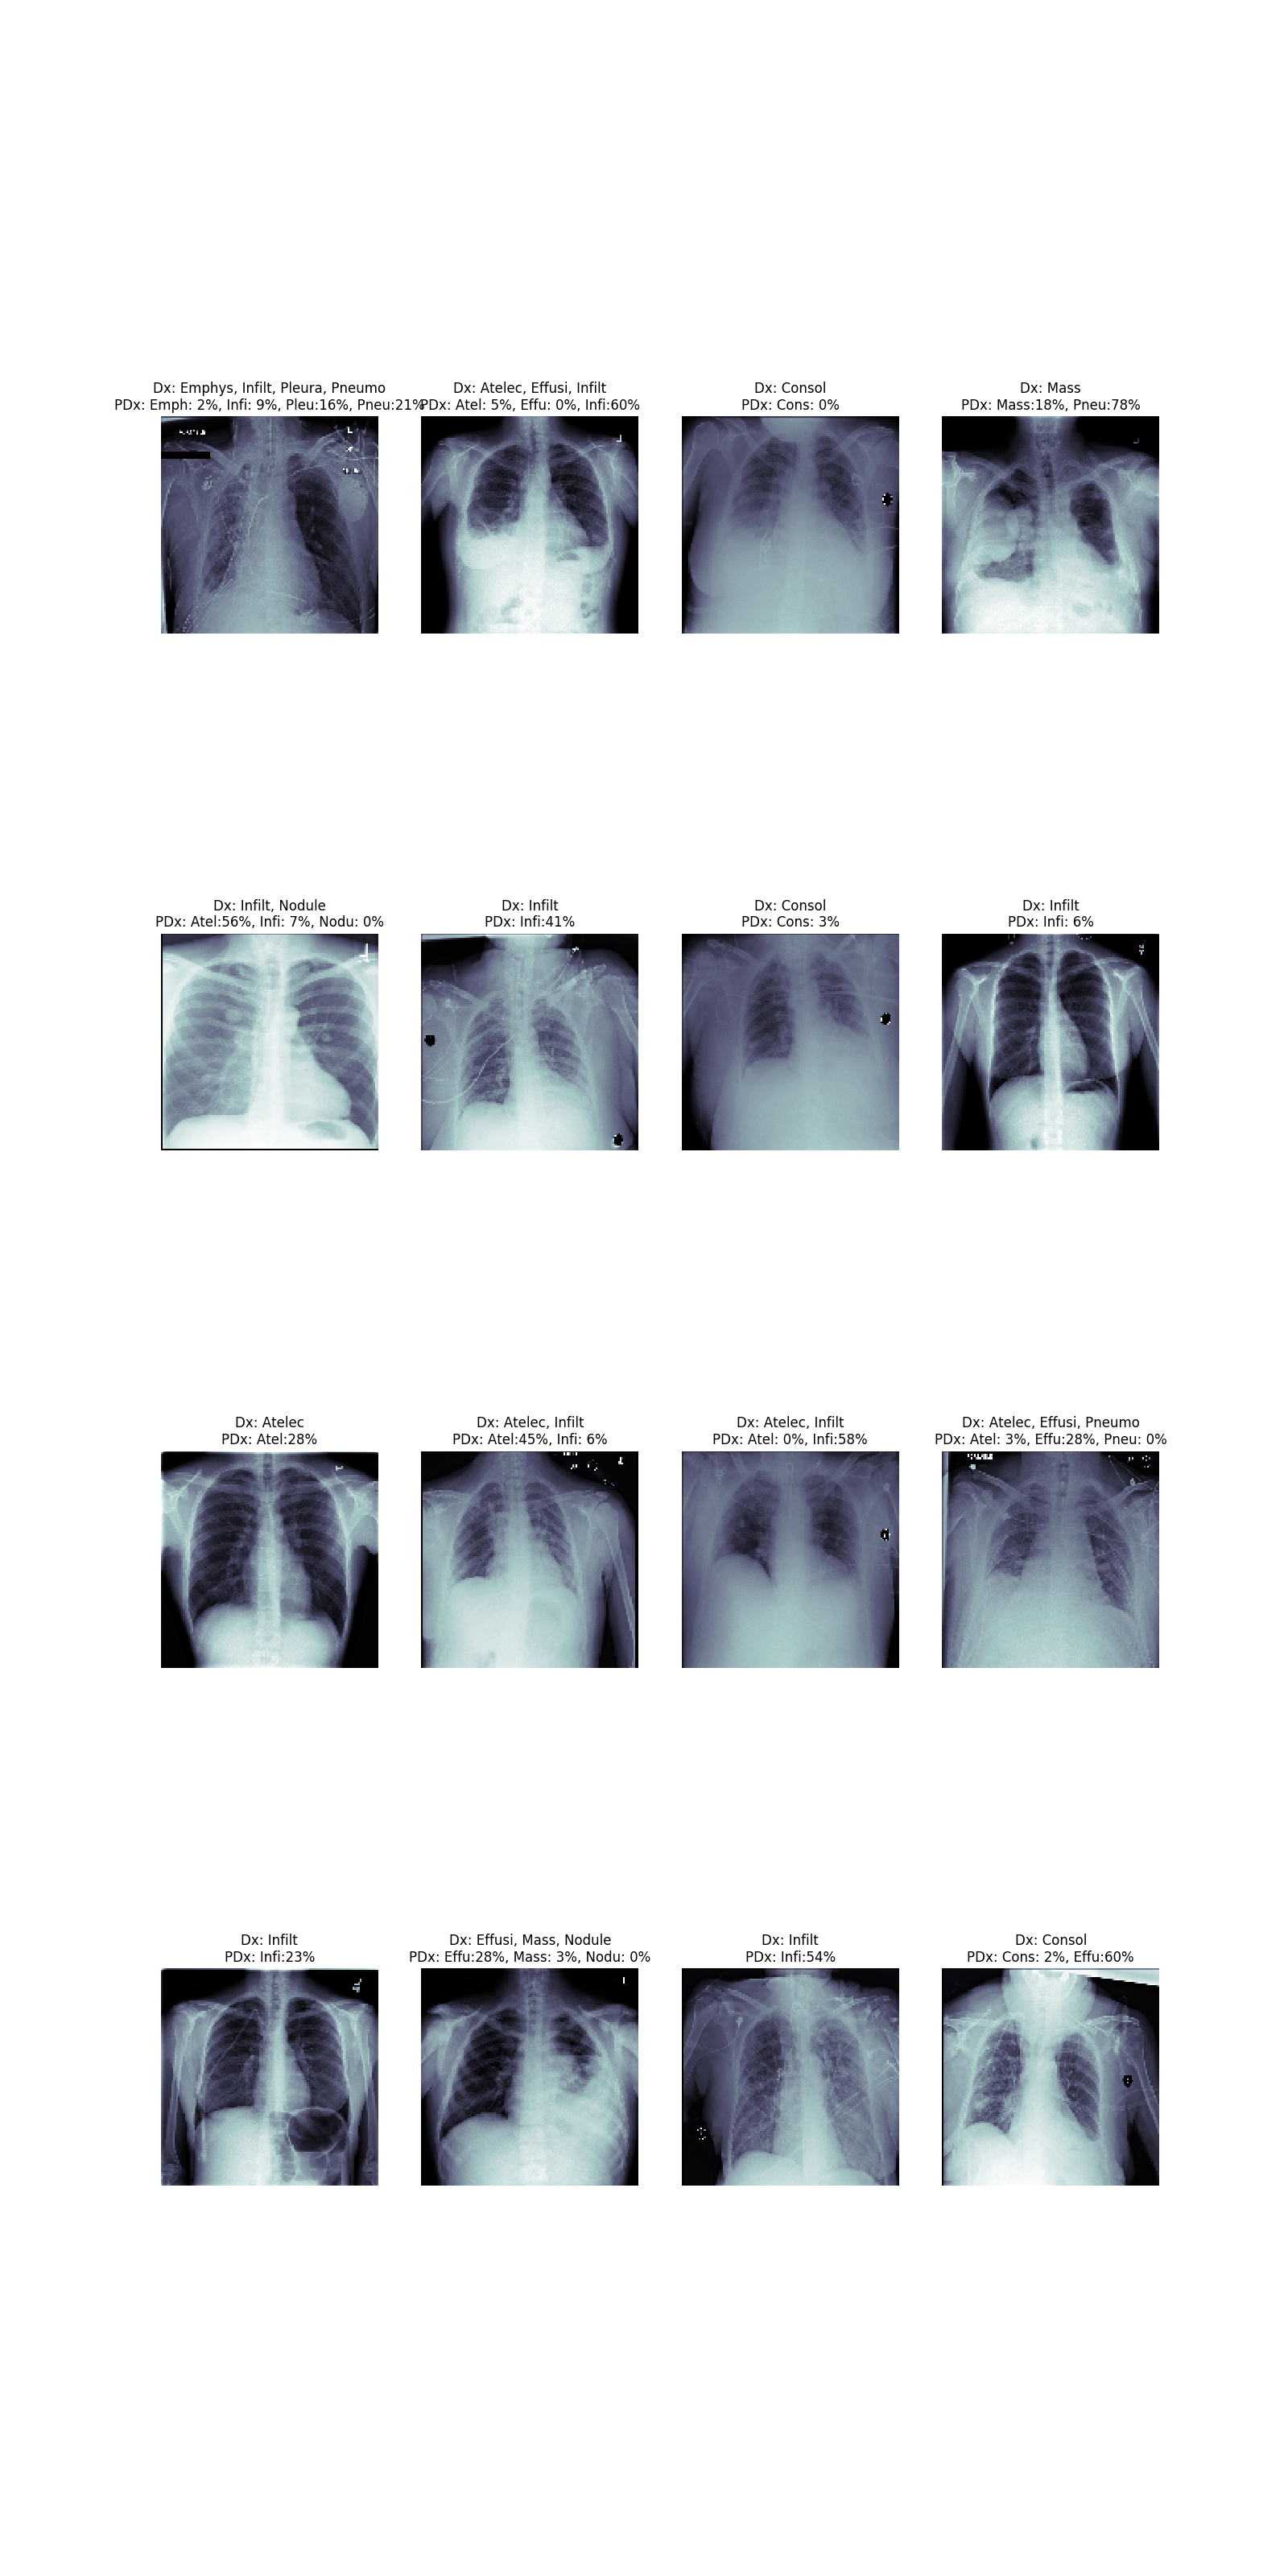 Dx: Emphys, Infilt, Pleura, Pneumo
PDx: Emph: 2%, Infi: 9%, Pleu:16%, Pneu:21%
Dx: Atelec, Effusi, Infilt
PDx: Atel: 5%, Effu: 0%, Infi:60%
Dx: Consol
PDx: Cons: 0%
Dx: Mass
PDx: Mass:18%, Pneu:78%
L
Dx: Infilt, Nodule
PDx: Atel:56%, Infi: 7%, Nodu: 0%
Dx: Infilt
PDx: Infi:41%
Dx: Consol
PDx: Cons: 3%
Dx: Infilt
PDx: Infi: 6%
L
Dx: Atelec
PDx: Atel:28%
Dx: Atelec, Infilt
PDx: Atel:45%, Infi: 6%
Dx: Atelec, Infilt
PDx: Atel: 0%, Infi:58%
Dx: Atelec, Effusi, Pneumo
PDx: Atel: 3%, Effu:28%, Pneu: 0%
Dx: Infilt
PDx: Infi:23%
Dx: Effusi, Mass, Nodule
PDx: Effu:28%, Mass: 3%, Nodu: 0%
Dx: Infilt
PDx: Infi:54%
Dx: Consol
PDx: Cons: 2%, Effu:60%